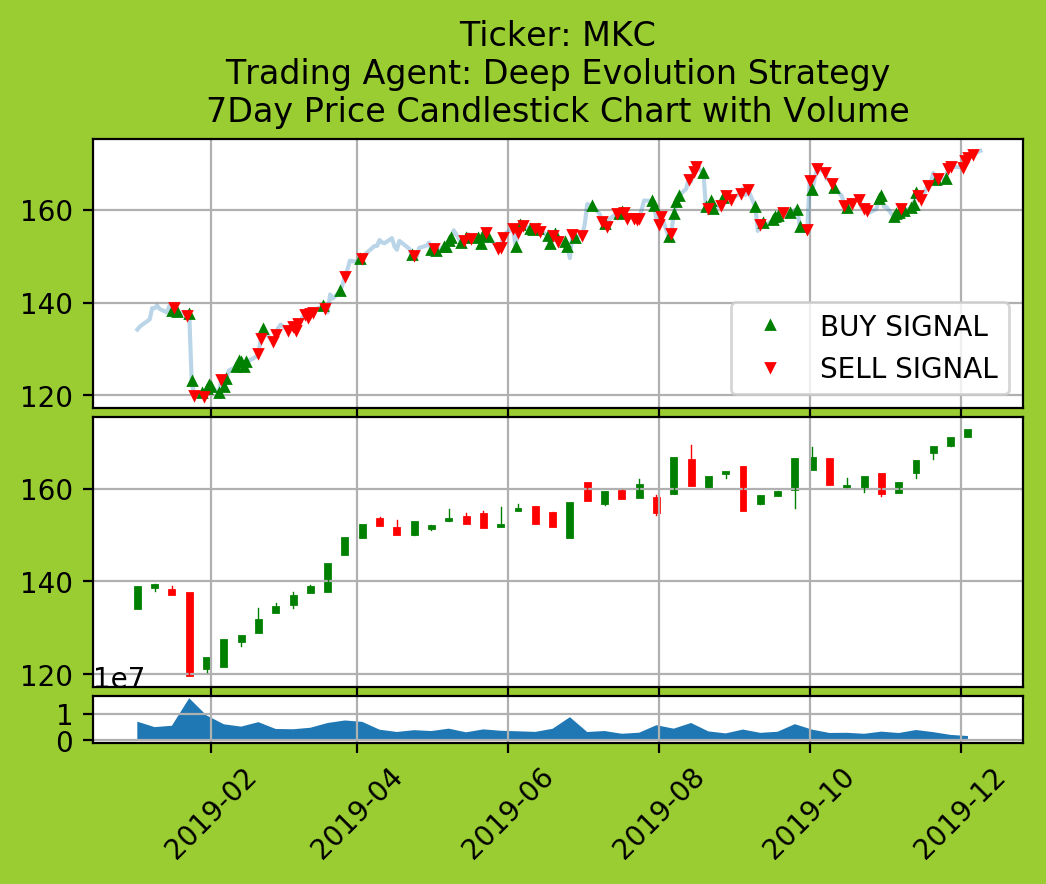 Ticker: MKC
Trading Agent: Deep Evolution Strategy
7Day Price Candlestick Chart with Volume
160
140
120
BUY SIGNAL
SELL SIGNAL
160
140
120
1e7
1
0
2019-02
2019-04
2019-06
2019-08
2019-10
2019-12